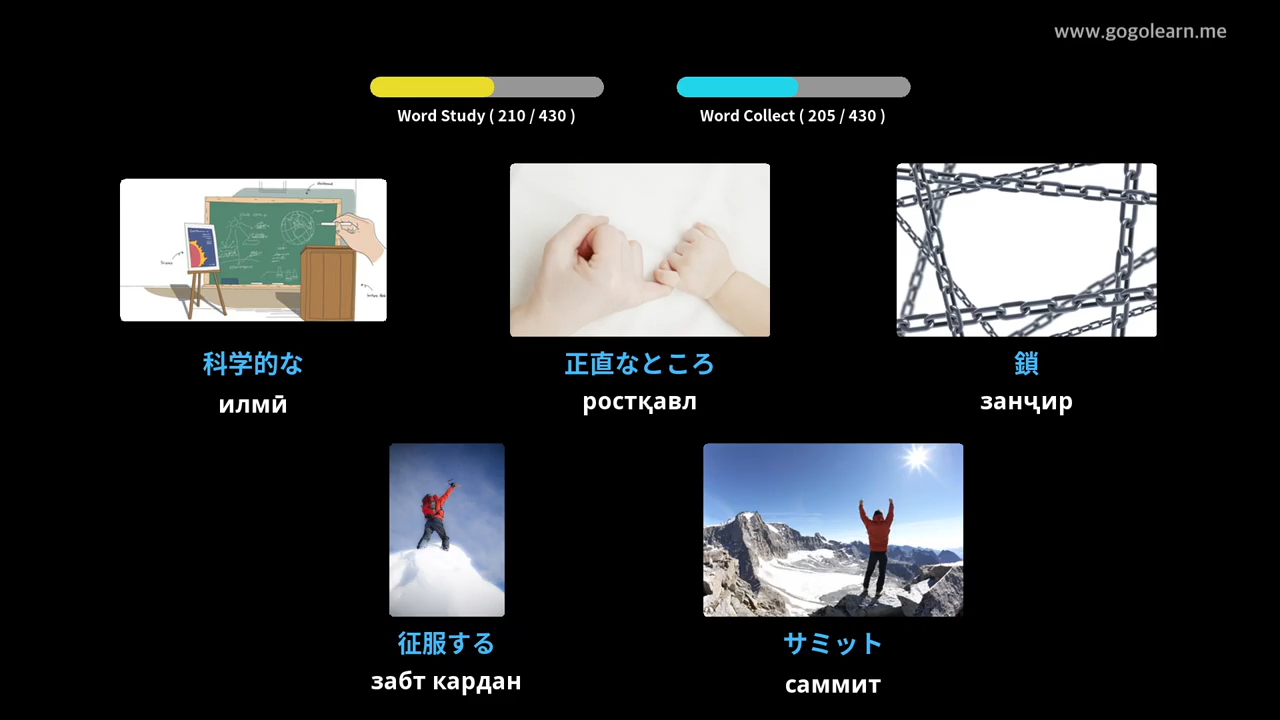 www.gogolearn.me
Word Study ( 210 / 430 )
Word Collect ( 205 / 430 )
科学的な
илмӣ
正直なところ
ростқавл
鎖
занҷир
征服する
забт кардан
サミット
саммит